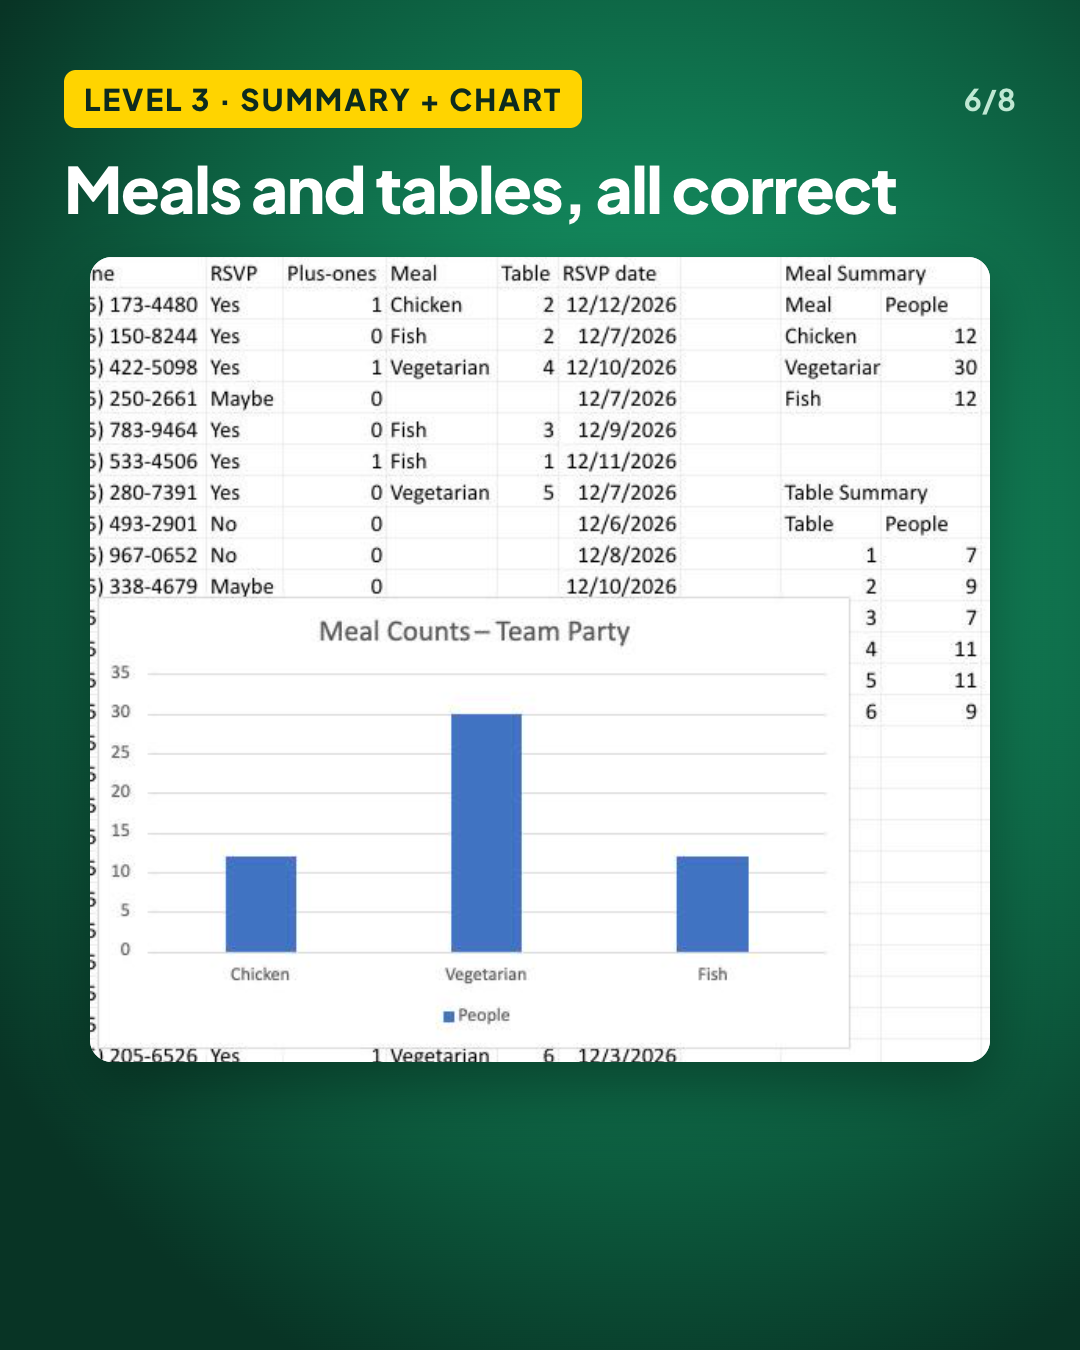 LEVEL 3 · SUMMARY + CHART
6/8
Meals and tables, all correct
ne RSVP Plus-ones Meal Table RSVP date Meal Summary
) 173-4480 Yes 1 Chicken 2 12/12/2026 Meal People
) 150-8244 Yes 0 Fish 2 12/7/2026 Chicken 12
) 422-5098 Yes 1 Vegetarian 4 12/10/2026 Vegetariar 30
) 250-2661 Maybe 0 12/7/2026 Fish 12
) 783-9464 Yes 0 Fish 3 12/9/2026
) 533-4506 Yes 1 Fish 1 12/11/2026
) 280-7391 Yes 0 Vegetarian 5 12/7/2026 Table Summary
) 493-2901 No 0 12/6/2026 Table People
) 967-0652 No 0 12/8/2026 1 7
) 338-4679 Maybe 0 12/10/2026 2 9
3 7
4 11
5 11
6 9
Meal Counts – Team Party
35
30
25
20
15
10
5
0
Chicken Vegetarian Fish
People
) 205-6526 Yes 1 Vegetarian 6 12/3/2026